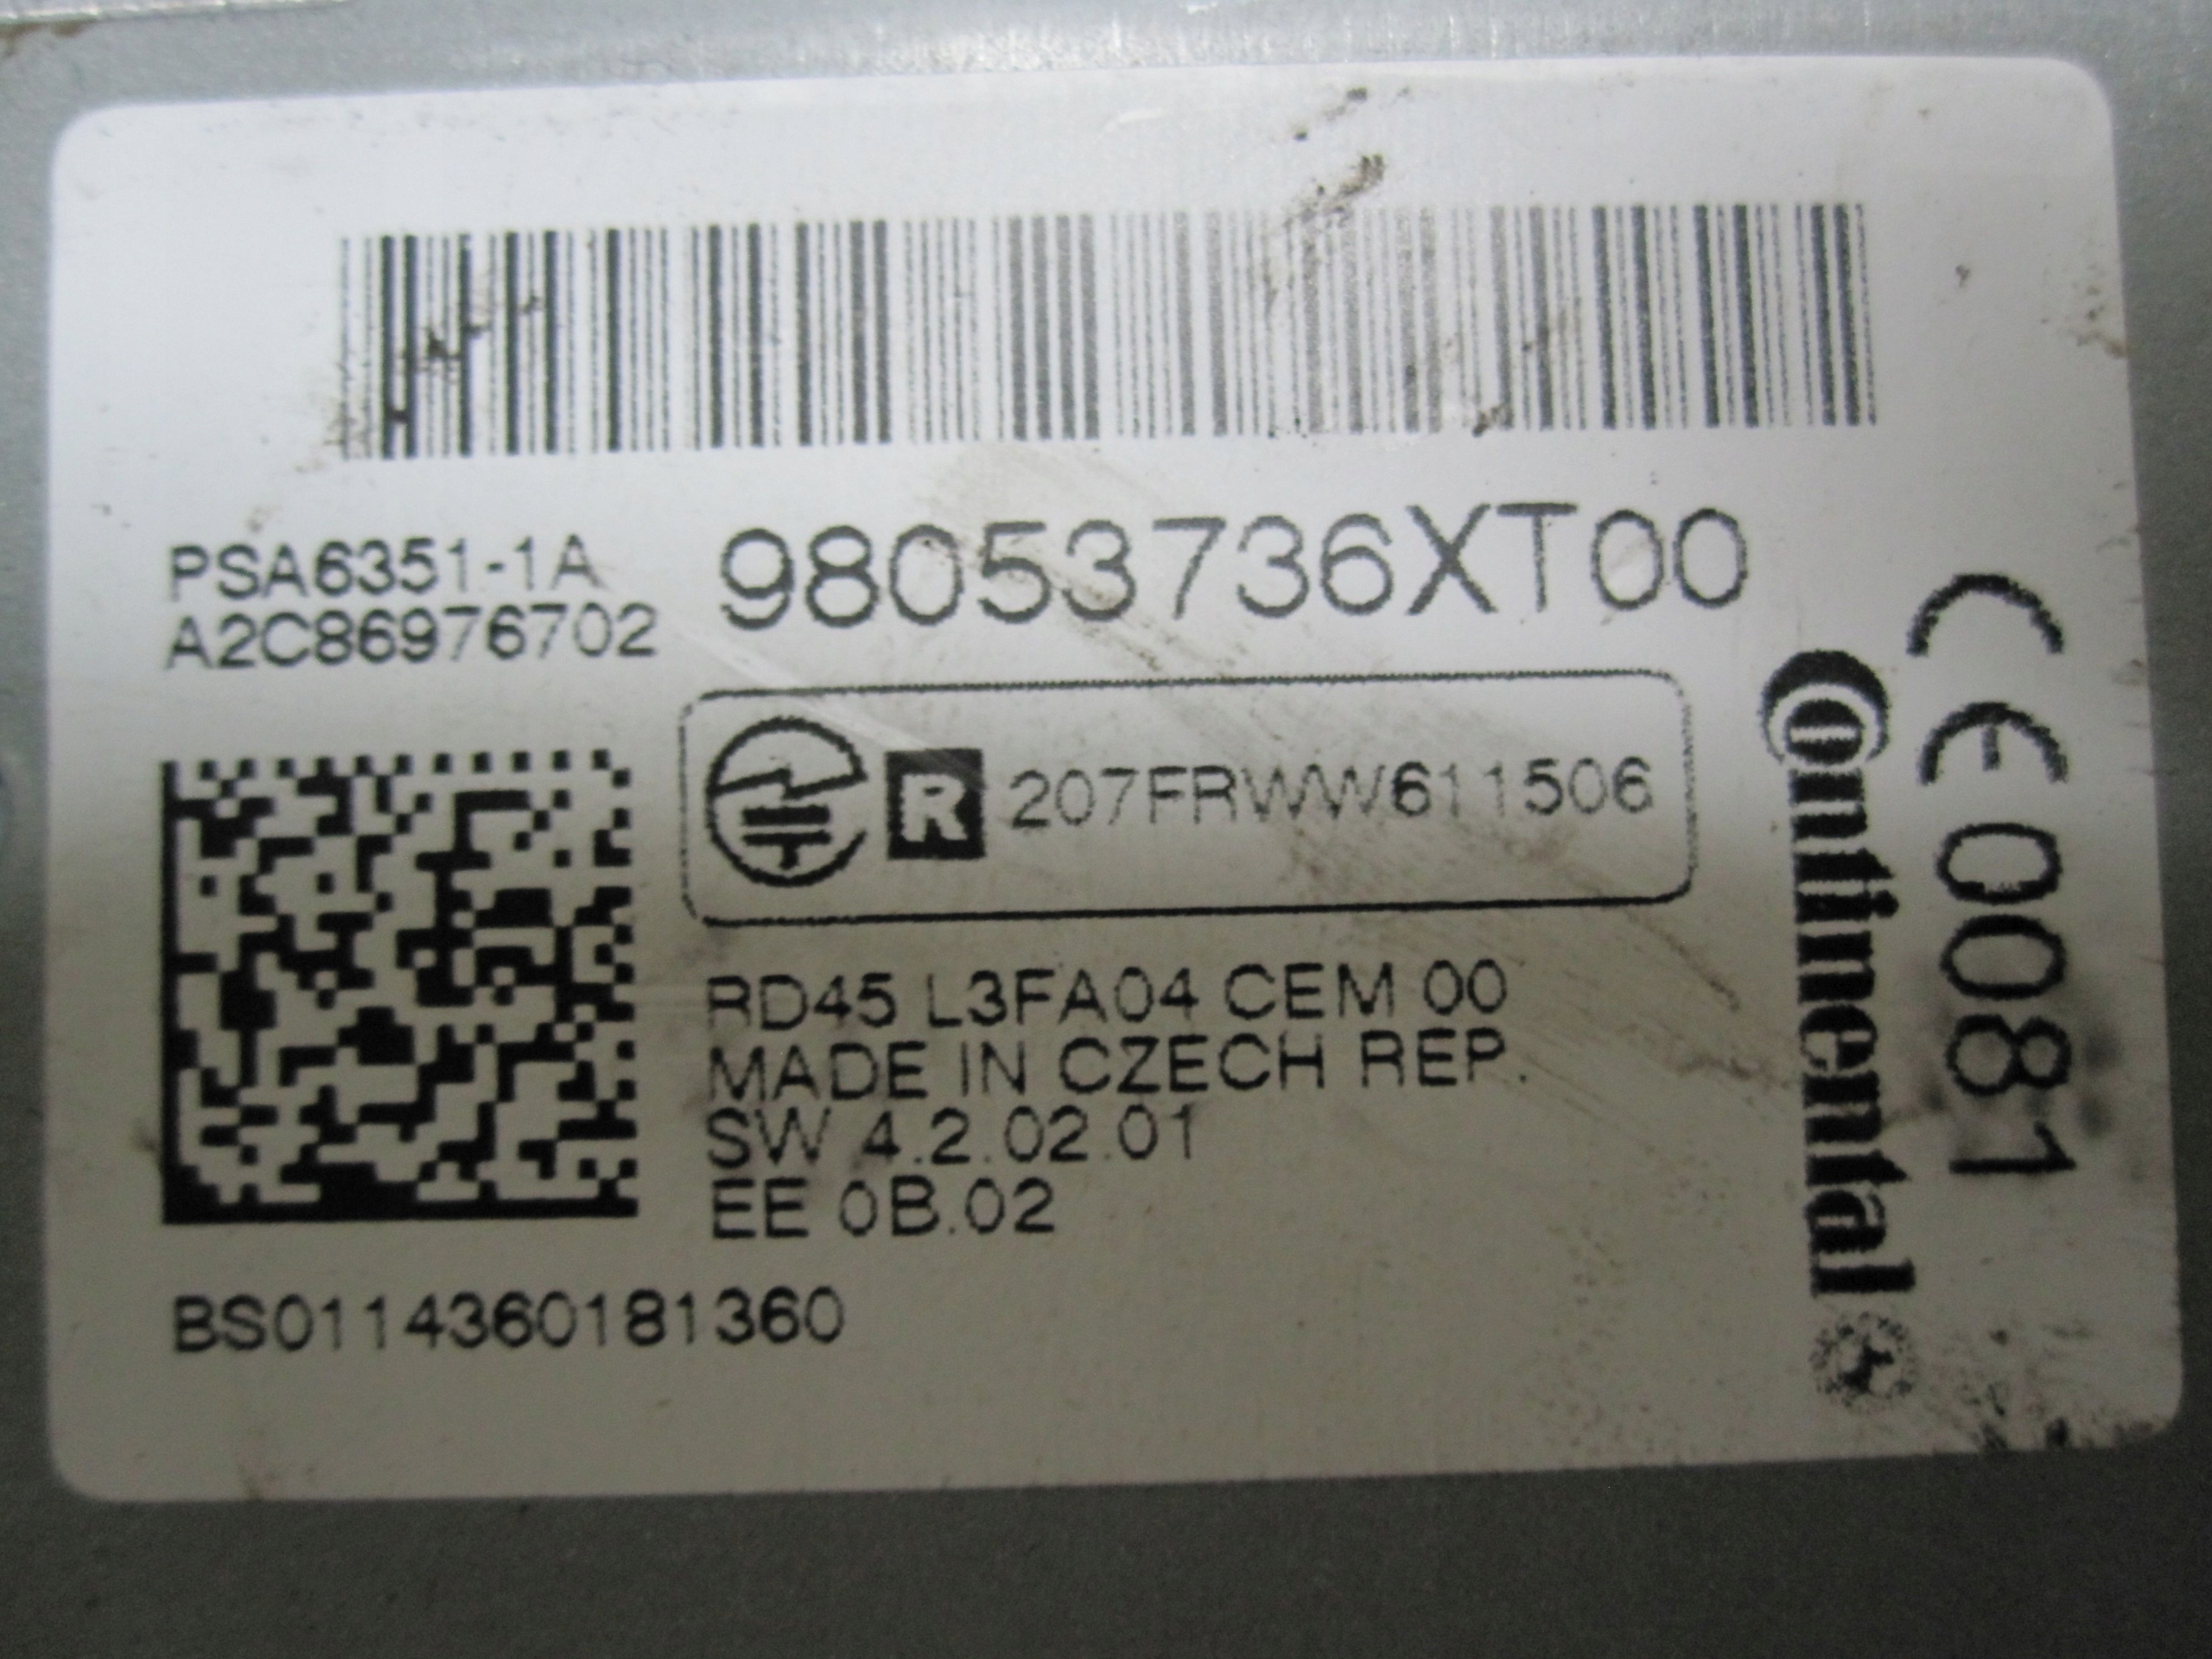 PSA6351-1A
A2C86976702
98053736XT00
R 207FRWW611506
RD45 L3FA04 CEM 00
MADE IN CZECH REP.
SW 4.2.02.01
EE 0B.02
BS0114360181360
Continental
CE0081